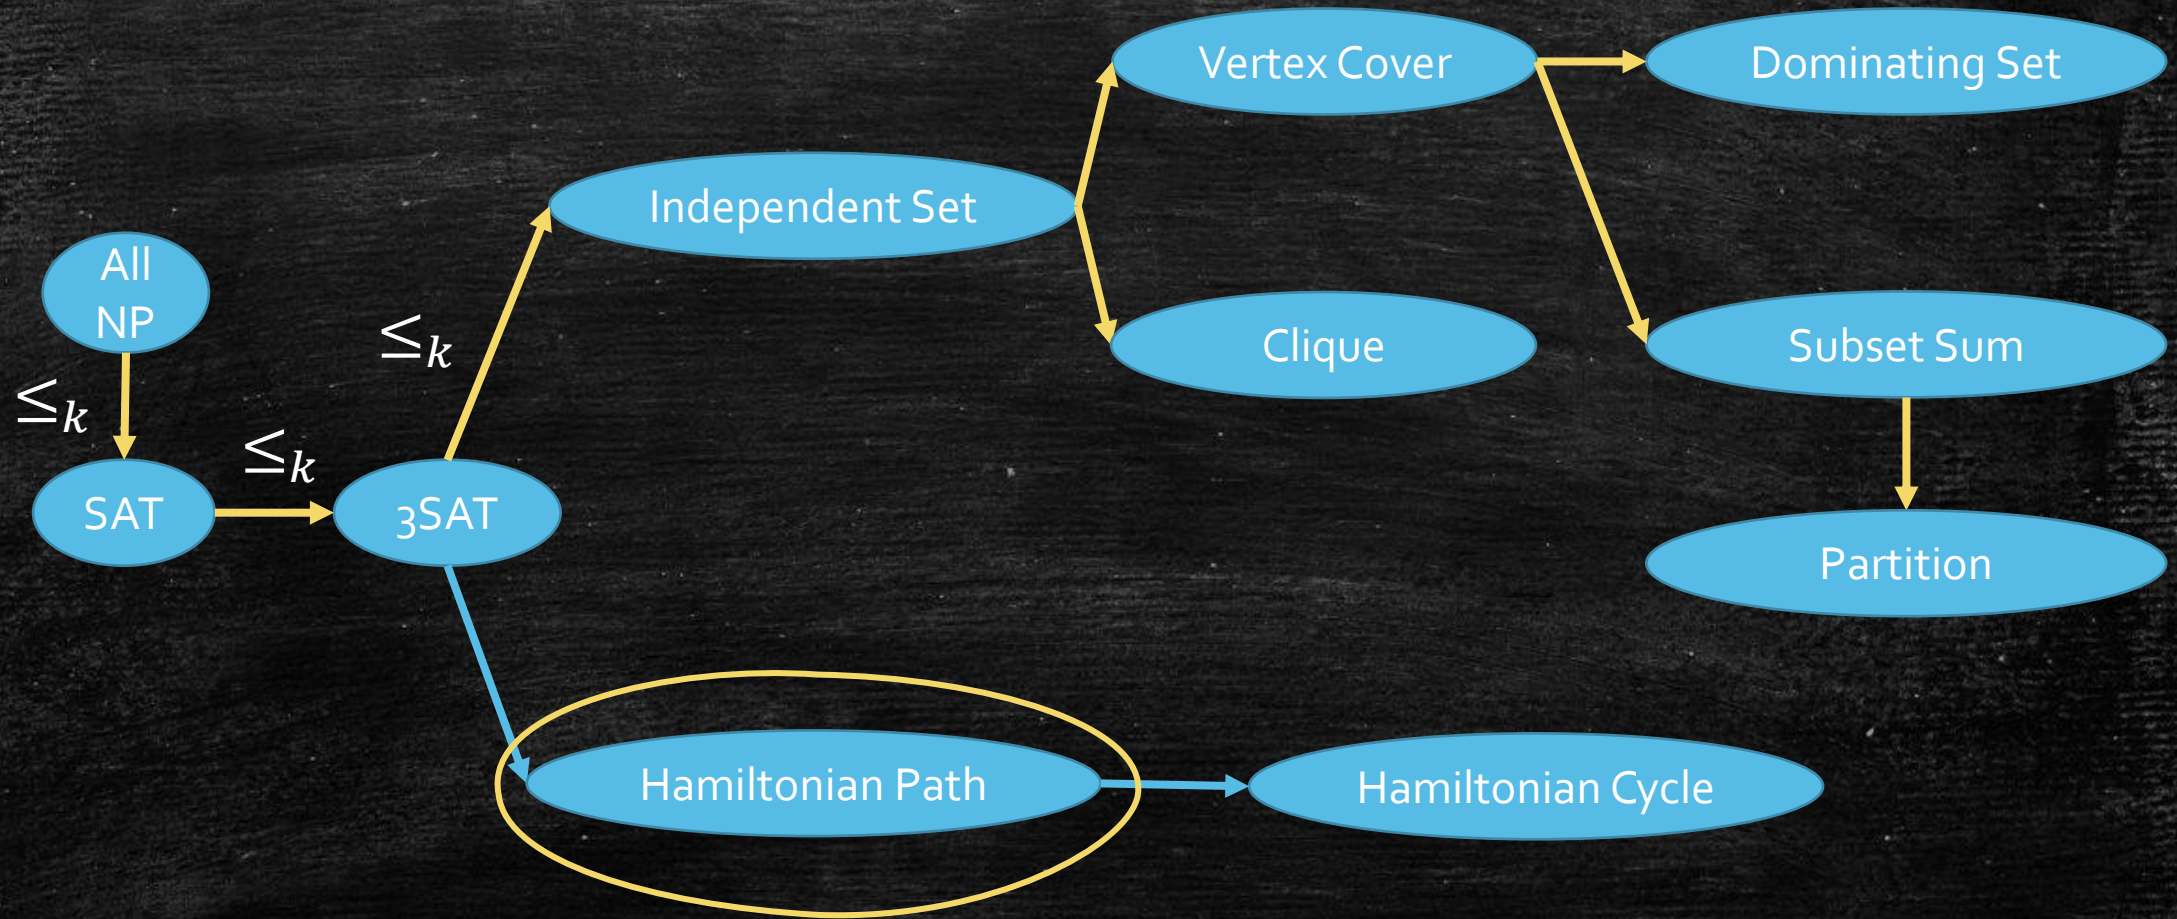 Vertex Cover
Dominating Set
Independent Set
All
NP
≤k
Clique
Subset Sum
≤k
≤k
SAT
3SAT
Partition
Hamiltonian Path
Hamiltonian Cycle